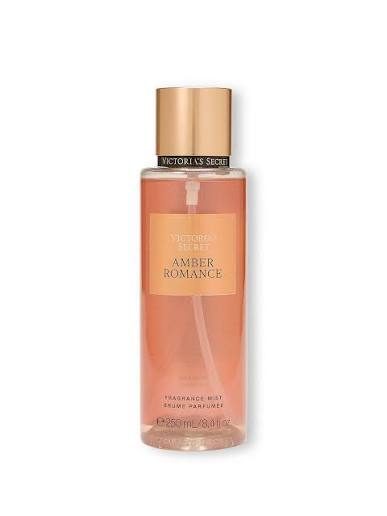 VICTORIA'S SECRET
VICTORIA'S
SECRET
AMBER
ROMANCE
FRAGRANCE MIST
BRUME PARFUMÉE
℮250 mL/8.4 fl oz